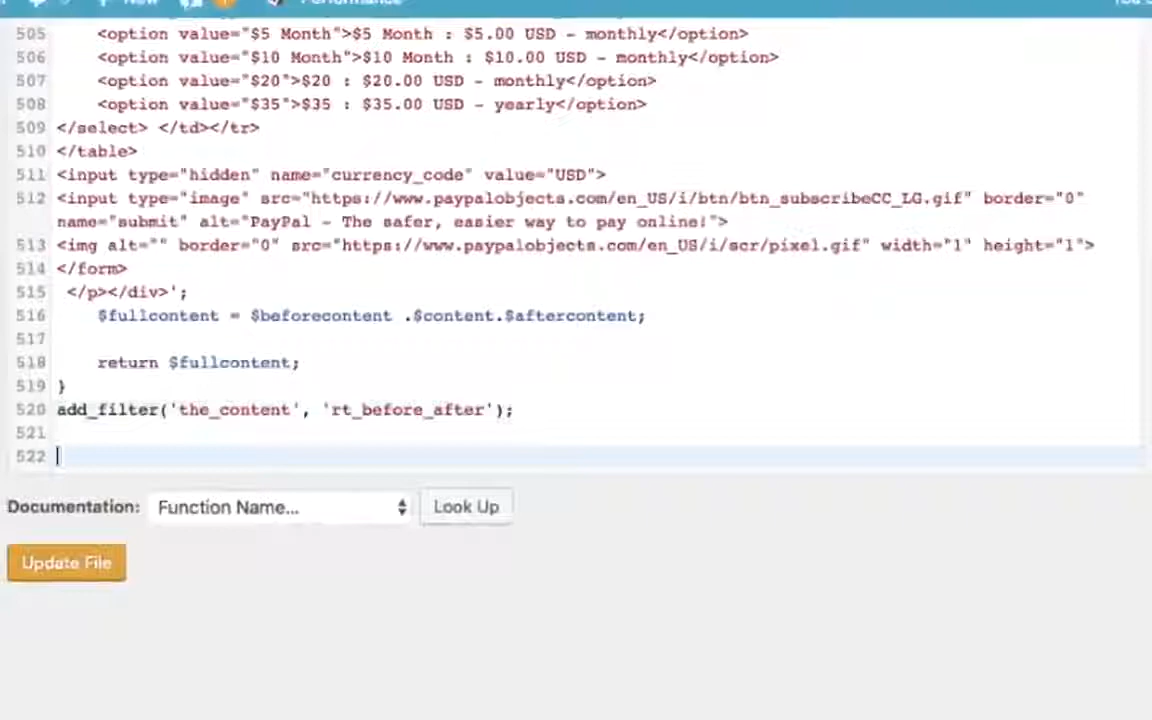 505 <option value="$5 Month">$5 Month : $5.00 USD - monthly</option>
506 <option value="$10 Month">$10 Month : $10.00 USD - monthly</option>
507 <option value="$20">$20 : $20.00 USD - monthly</option>
508 <option value="$35">$35 : $35.00 USD - yearly</option>
509 </select> </td></tr>
510 </table>
511 <input type="hidden" name="currency_code" value="USD">
512 <input type="image" src="https://www.paypalobjects.com/en_US/i/btn/btn_subscribeCC_LG.gif" border="0"
name="submit" alt="PayPal - The safer, easier way to pay online!">
513 <img alt="" border="0" src="https://www.paypalobjects.com/en_US/i/scr/pixel.gif" width="1" height="1">
514 </form>
515 </p></div>';
516 $fullcontent = $beforecontent .$content.$aftercontent;
517
518 return $fullcontent;
519 }
520 add_filter('the_content', 'rt_before_after');
521
522
Documentation: Function Name... Look Up
Update File